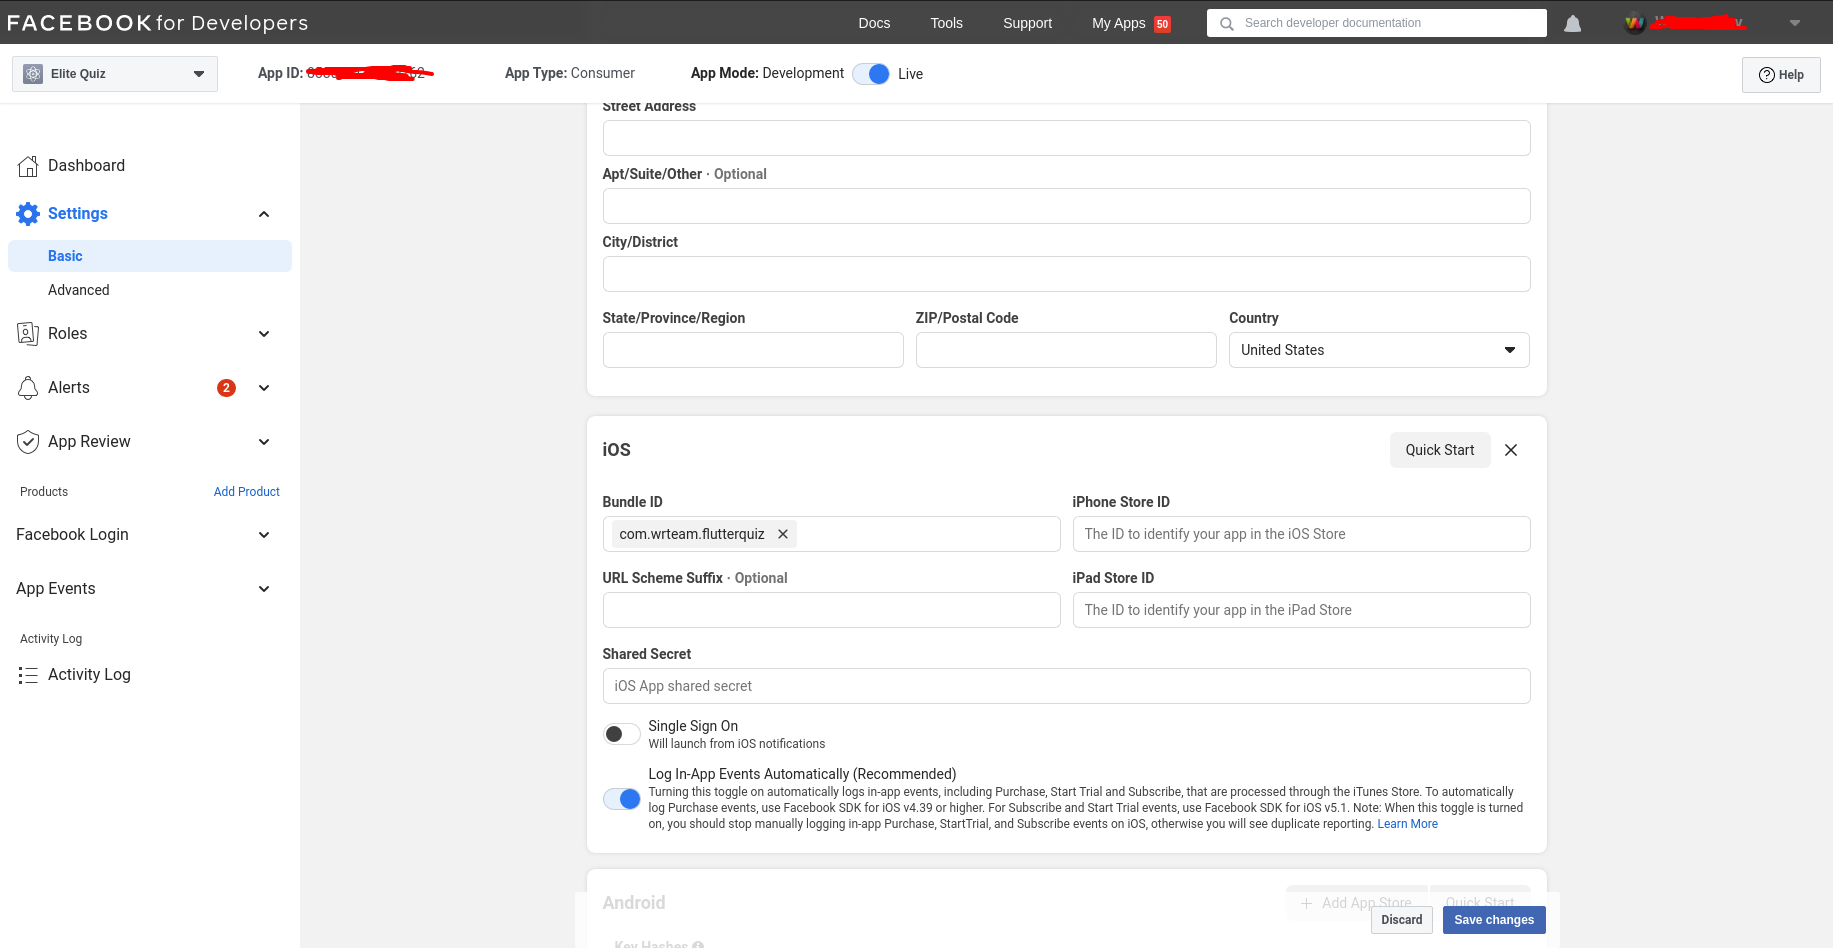 FACEBOOK for Developers
Docs
Tools
Support
My Apps 50
Search developer documentation
Elite Quiz
App ID:
App Type: Consumer
App Mode: Development
Live
Help
Dashboard
Settings
Basic
Advanced
Roles
Alerts
2
App Review
Products
Add Product
Facebook Login
App Events
Activity Log
Activity Log
Street Address
Apt/Suite/Other · Optional
City/District
State/Province/Region
ZIP/Postal Code
Country
United States
iOS
Quick Start
Bundle ID
iPhone Store ID
com.wrteam.flutterquiz
The ID to identify your app in the iOS Store
URL Scheme Suffix · Optional
iPad Store ID
The ID to identify your app in the iPad Store
Shared Secret
iOS App shared secret
Single Sign On
Will launch from iOS notifications
Log In-App Events Automatically (Recommended)
Turning this toggle on automatically logs in-app events, including Purchase, Start Trial and Subscribe, that are processed through the iTunes Store. To automatically
log Purchase events, use Facebook SDK for iOS v4.39 or higher. For Subscribe and Start Trial events, use Facebook SDK for iOS v5.1. Note: When this toggle is turned
on, you should stop manually logging in-app Purchase, StartTrial, and Subscribe events on iOS, otherwise you will see duplicate reporting. Learn More
Android
Add App Store
Quick Start
Discard
Save changes
Key Hashes